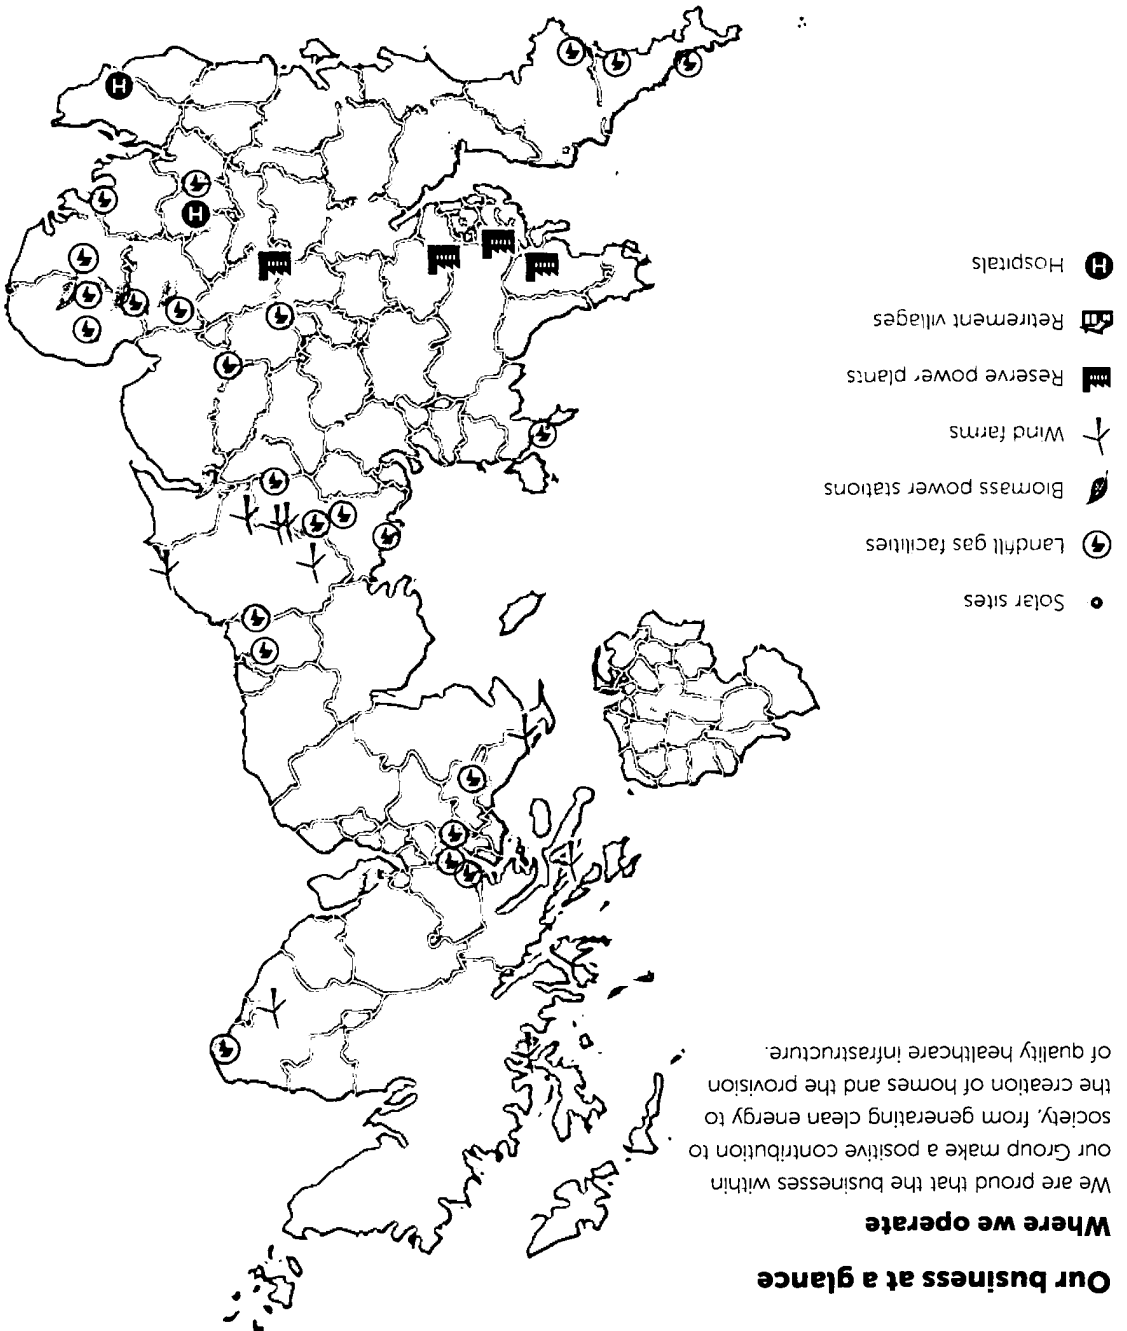 Our business at a glance
Where we operate
We are proud that the businesses within
our Group make a positive contribution to
society, from generating clean energy to
the creation of homes and the provision
of quality healthcare infrastructure.
Solar sites
Landfill gas facilities
Biomass power stations
Wind farms
Reserve power plants
Retirement villages
H Hospitals
H
H